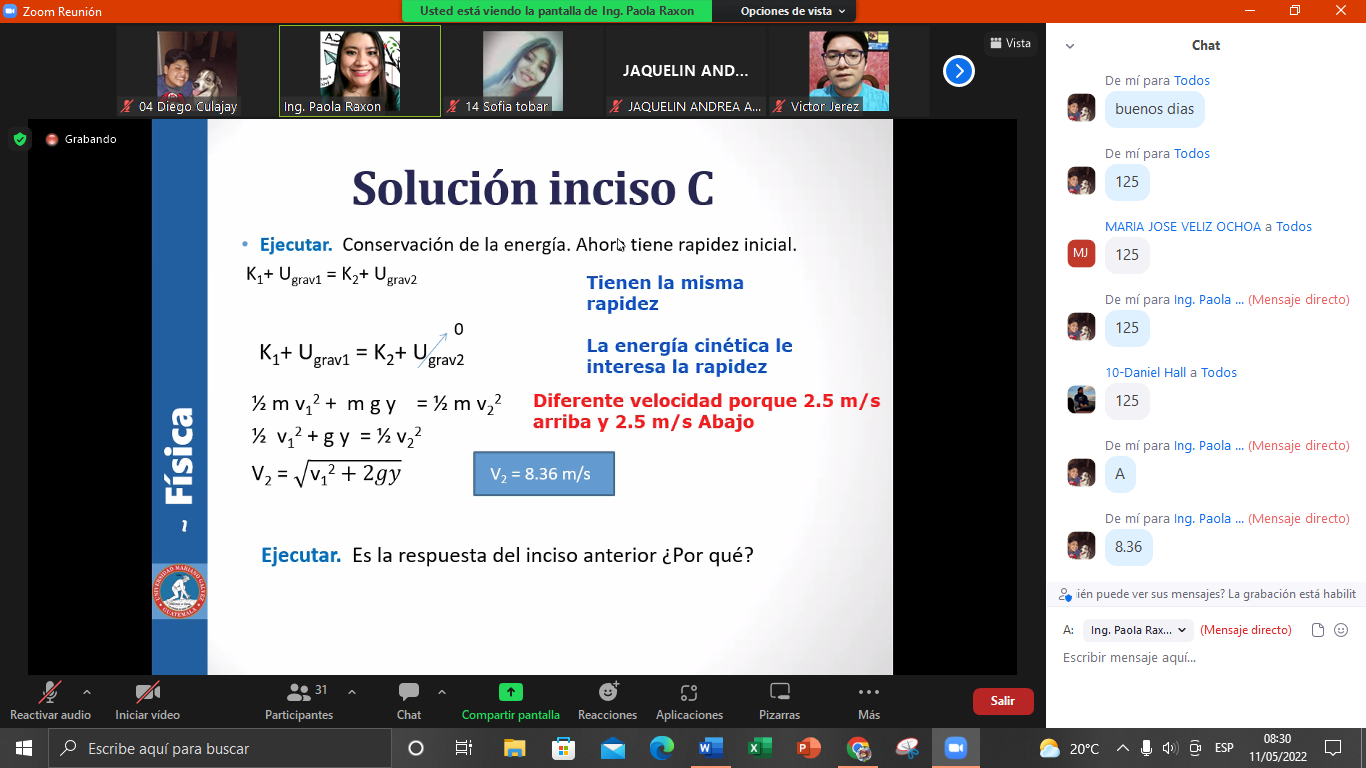 Zoom Reunión
Usted está viendo la pantalla de Ing. Paola Raxon
Opciones de vista
04 Diego Culajay
Ing. Paola Raxon
14 Sofia tobar
JAQUELIN AND...
JAQUELIN ANDREA A...
Victor Jerez
Vista
Grabando
Solución inciso C
• Ejecutar. Conservación de la energía. Ahora tiene rapidez inicial.
K₁+ Ugrav1 = K₂+ Ugrav2
Tienen la misma
rapidez
0
K₁+ Ugrav1 = K₂+ Ugrav2
La energía cinética le
interesa la rapidez
½ m v₁² + m g y = ½ m v₂²
Diferente velocidad porque 2.5 m/s
arriba y 2.5 m/s Abajo
½ v₁² + g y = ½ v₂²
V₂ = √v₁² + 2gy
V₂ = 8.36 m/s
Ejecutar. Es la respuesta del inciso anterior ¿Por qué?
~ Física
UNIVERSIDAD MARIANO GALVEZ
GUATEMALA
Chat
De mí para Todos
buenos dias
De mí para Todos
125
MARIA JOSE VELIZ OCHOA a Todos
MJ
125
De mí para Ing. Paola ... (Mensaje directo)
125
10-Daniel Hall a Todos
125
De mí para Ing. Paola ... (Mensaje directo)
A
De mí para Ing. Paola ... (Mensaje directo)
8.36
ién puede ver sus mensajes? La grabación está habilit
A: Ing. Paola Rax... (Mensaje directo)
Escribir mensaje aquí...
Reactivar audio
Iniciar vídeo
31
Participantes
Chat
Compartir pantalla
Reacciones
Aplicaciones
Pizarras
Más
Salir
Escribe aquí para buscar
20°C
ESP
08:30
11/05/2022